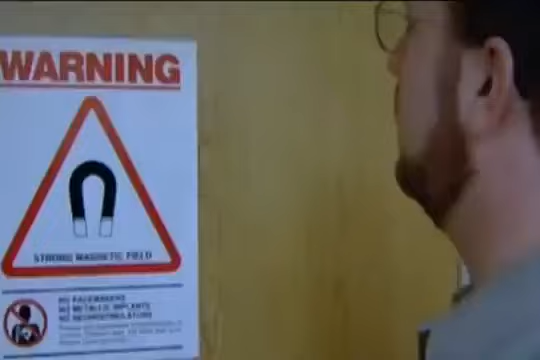 WARNING
STRONG MAGNETIC FIELD
NO PACEMAKERS
NO METALLIC IMPLANTS
NO NEUROSTIMULATORS